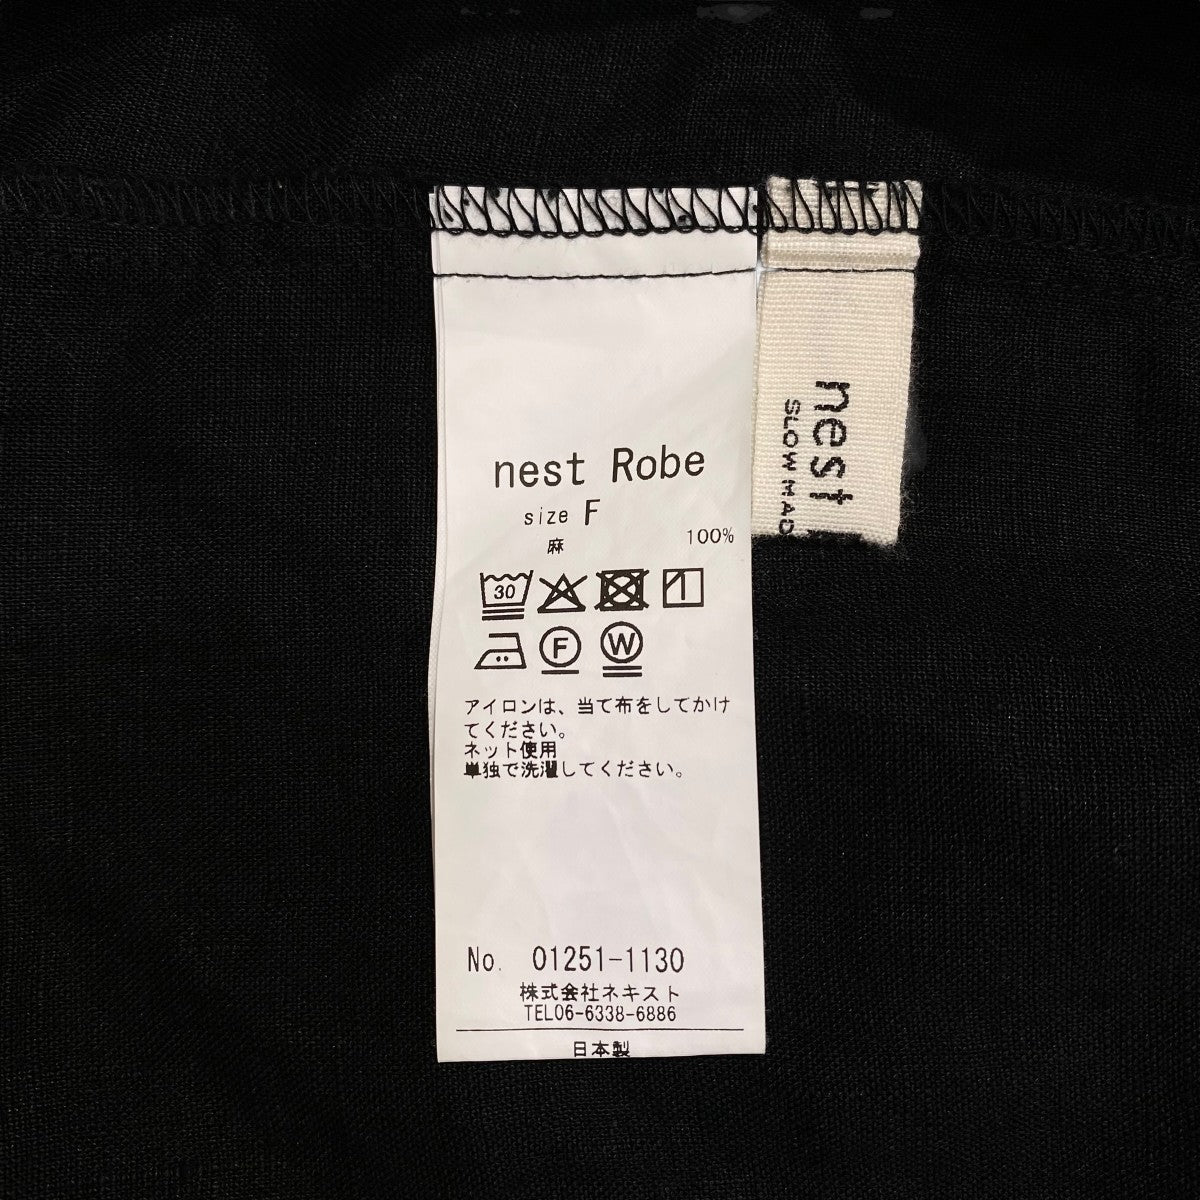 nest Robe
size F
麻 100%
30
F W
アイロンは、当て布をしてかけ
てください。
ネット使用
単独で洗濯してください。
No. 01251-1130
株式会社ネキスト
TEL06-6338-6886
日本製
nest
SLOW MAD